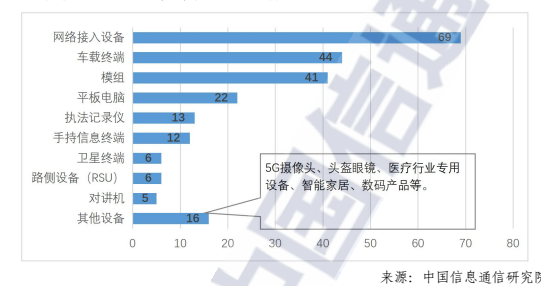 网络接入设备 69
车载终端 44
模组 41
平板电脑 22
执法记录仪 13
手持信息终端 12
卫星终端 6
路侧设备（RSU） 6
对讲机 5
其他设备 16
5G摄像头、头盔眼镜、医疗行业专用
设备、智能家居、数码产品等。
0 10 20 30 40 50 60 70 80
来源：中国信息通信研究院
中国信通